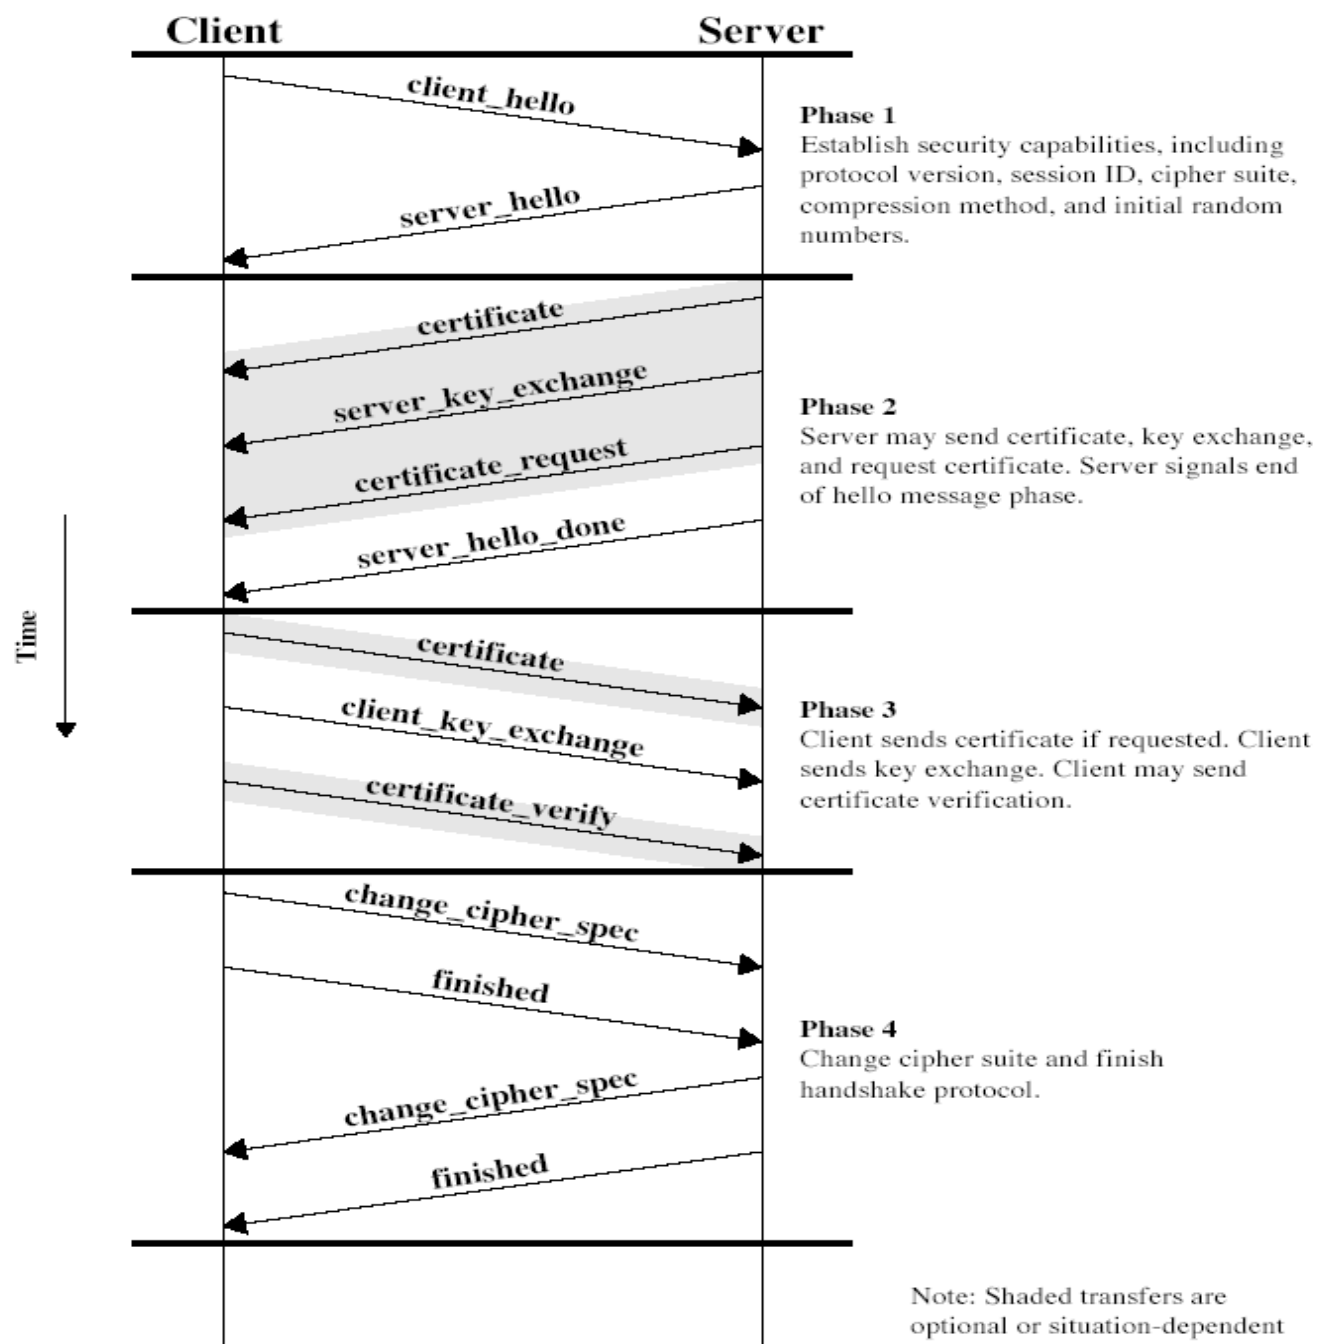 Client
Server
client_hello
server_hello
Phase 1
Establish security capabilities, including
protocol version, session ID, cipher suite,
compression method, and initial random
numbers.
certificate
server_key_exchange
certificate_request
server_hello_done
Phase 2
Server may send certificate, key exchange,
and request certificate. Server signals end
of hello message phase.
Time
certificate
client_key_exchange
certificate_verify
Phase 3
Client sends certificate if requested. Client
sends key exchange. Client may send
certificate verification.
change_cipher_spec
finished
change_cipher_spec
finished
Phase 4
Change cipher suite and finish
handshake protocol.
Note: Shaded transfers are
optional or situation-dependent